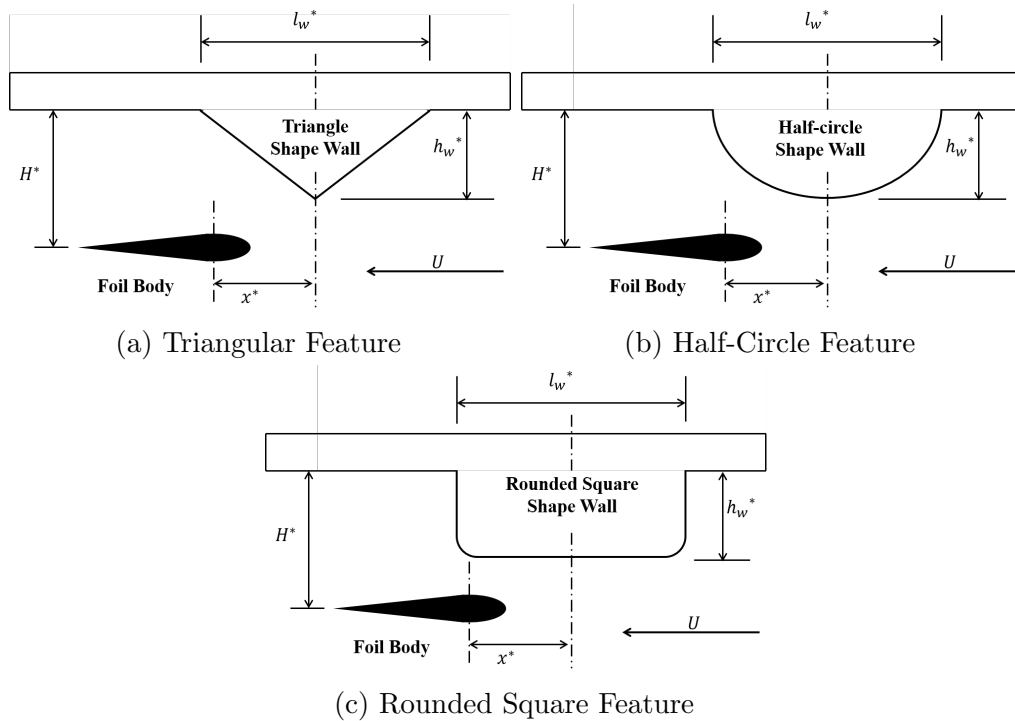 l_w*
Triangle
Shape Wall
h_w*
H*
U
Foil Body
x*
(a) Triangular Feature
l_w*
Half-circle
Shape Wall
h_w*
H*
U
Foil Body
x*
(b) Half-Circle Feature
l_w*
Rounded Square
Shape Wall
h_w*
H*
U
Foil Body
x*
(c) Rounded Square Feature